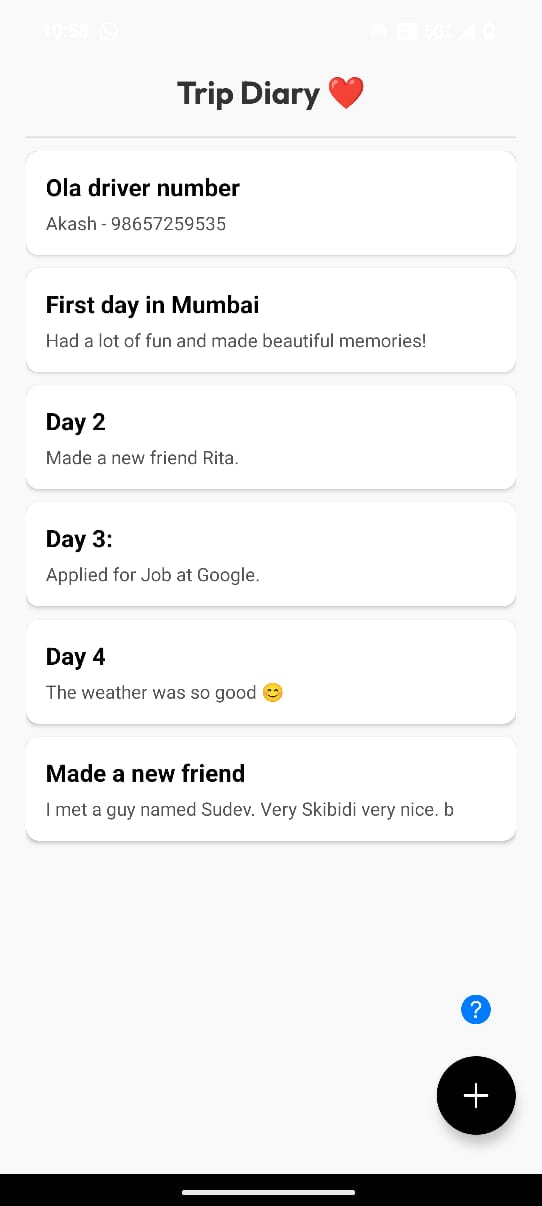 10:58
Trip Diary ❤️
Ola driver number
Akash - 98657259535
First day in Mumbai
Had a lot of fun and made beautiful memories!
Day 2
Made a new friend Rita.
Day 3:
Applied for Job at Google.
Day 4
The weather was so good 😊
Made a new friend
I met a guy named Sudev. Very Skibidi very nice. b
?
+